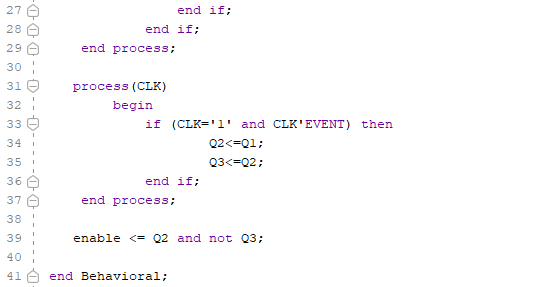 27 end if;
28 end if;
29 end process;
30
31 process(CLK)
32 begin
33 if (CLK='1' and CLK'EVENT) then
34 Q2<=Q1;
35 Q3<=Q2;
36 end if;
37 end process;
38
39 enable <= Q2 and not Q3;
40
41 end Behavioral;